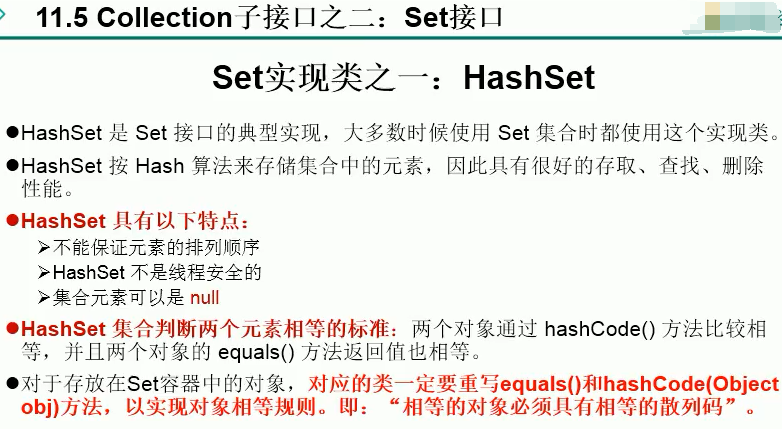 11.5 Collection子接口之二：Set接口
Set实现类之一：HashSet
●HashSet 是 Set 接口的典型实现，大多数时候使用 Set 集合时都使用这个实现类。
●HashSet 按 Hash 算法来存储集合中的元素，因此具有很好的存取、查找、删除
性能。
●HashSet 具有以下特点：
➢不能保证元素的排列顺序
➢HashSet 不是线程安全的
➢集合元素可以是 null
●HashSet 集合判断两个元素相等的标准：两个对象通过 hashCode() 方法比较相
等，并且两个对象的 equals() 方法返回值也相等。
●对于存放在Set容器中的对象，对应的类一定要重写equals()和hashCode(Object
obj)方法，以实现对象相等规则。即：“相等的对象必须具有相等的散列码”。